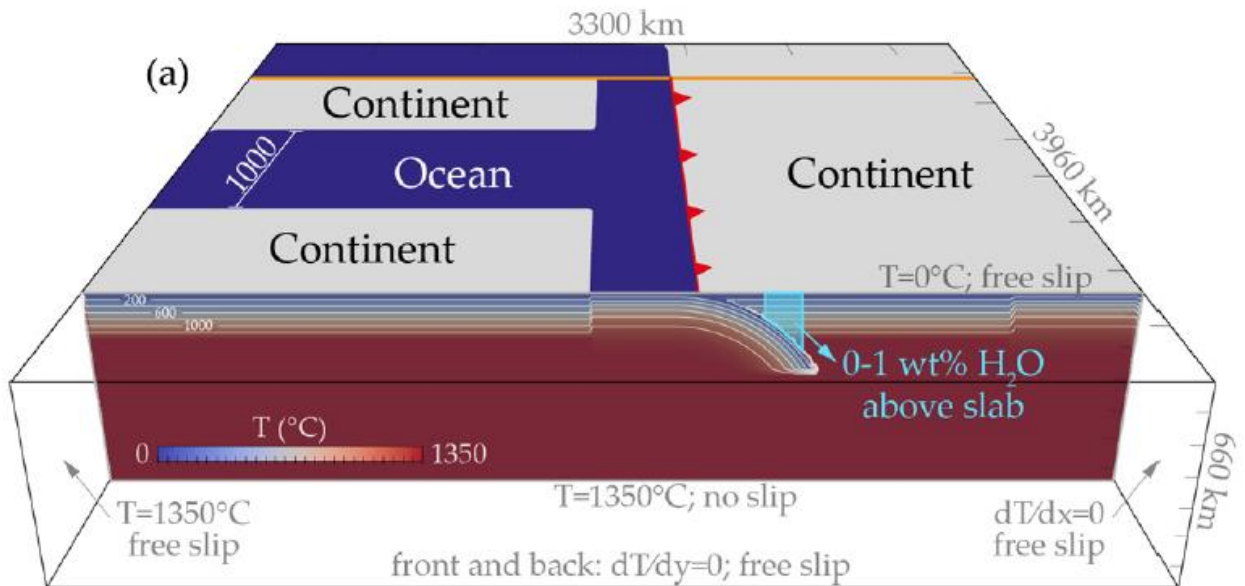 3300 km
(a)
Continent
1000
Ocean
Continent
3960 km
Continent
T=0°C; free slip
200
600
1000
0-1 wt% H₂O
above slab
T (°C)
0
1350
660 km
T=1350°C
free slip
T=1350°C; no slip
dT/dx=0
free slip
front and back: dT/dy=0; free slip